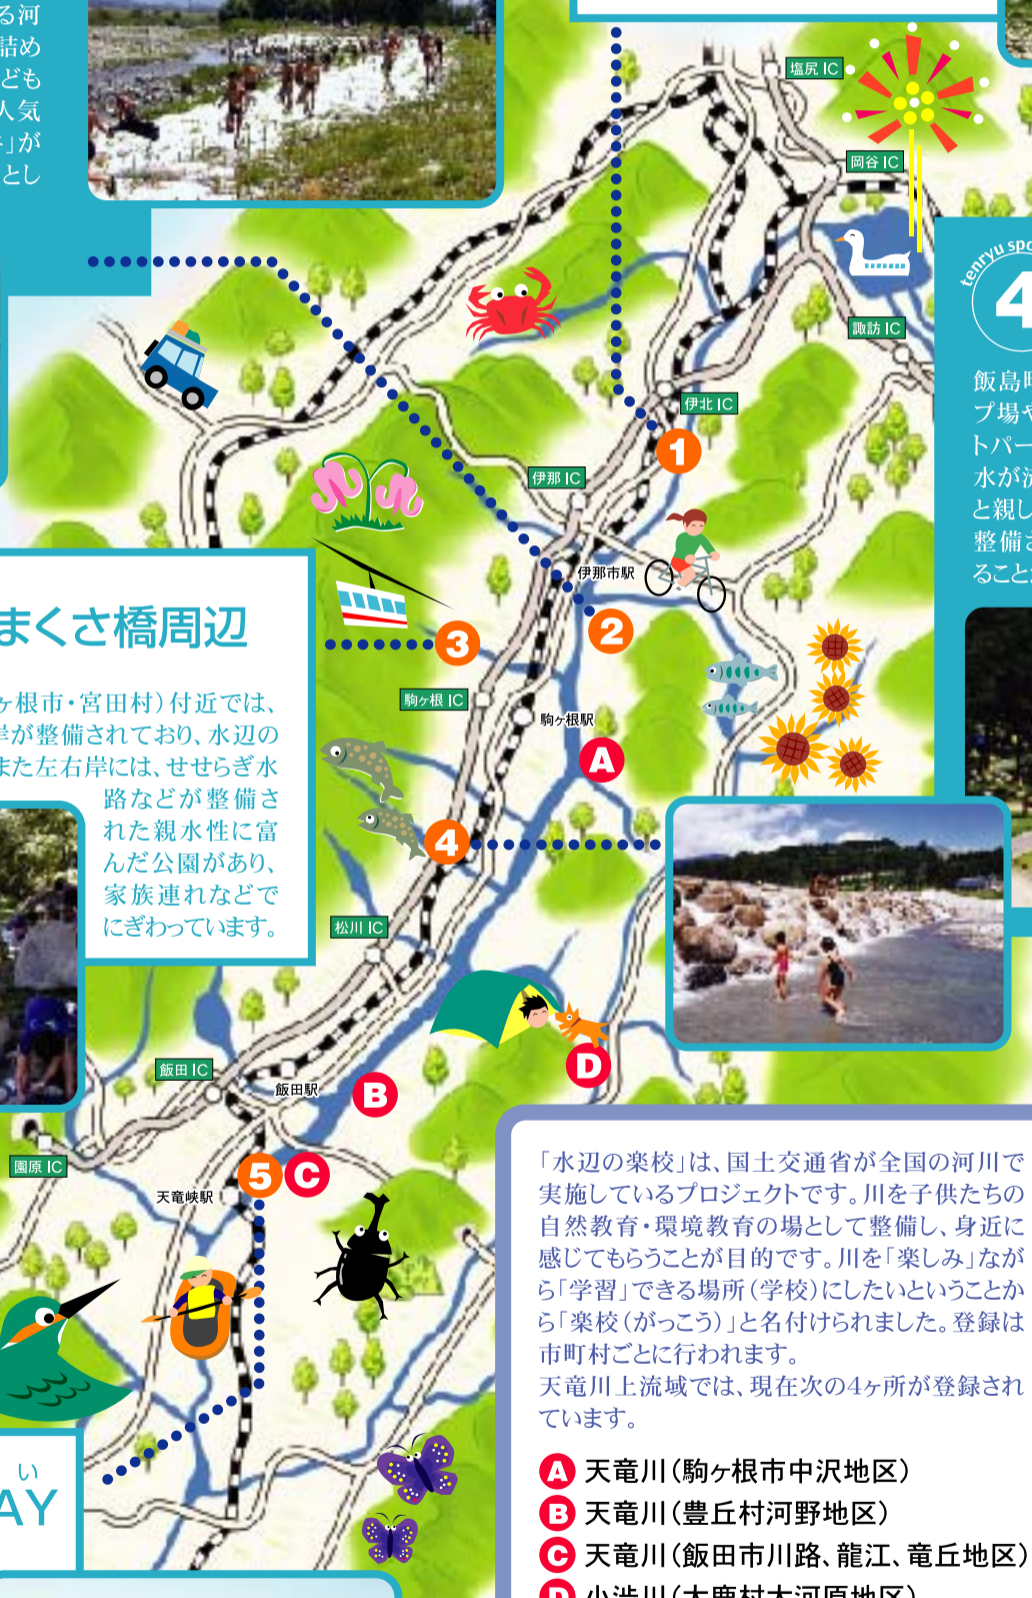 る河
詰め
ども
人気
」が
とし
塩尻 IC
岡谷 IC
諏訪 IC
伊北 IC
1
伊那 IC
伊那市駅
2
3
駒ヶ根 IC
駒ヶ根駅
A
4
松川 IC
D
飯田 IC
飯田駅
B
園原 IC
5
C
天竜峡駅
tenryu spo
4
飯島町
プ場や
トパー
水が流
と親し
整備さ
ること
まくさ橋周辺
ヶ根市・宮田村）付近では、
岸が整備されており、水辺の
また左右岸には、せせらぎ水
路などが整備さ
れた親水性に富
んだ公園があり、
家族連れなどで
にぎわっています。
い
AY
「水辺の楽校」は、国土交通省が全国の河川で
実施しているプロジェクトです。川を子供たちの
自然教育・環境教育の場として整備し、身近に
感じてもらうことが目的です。川を「楽しみ」なが
ら「学習」できる場所（学校）にしたいということか
ら「楽校（がっこう）」と名付けられました。登録は
市町村ごとに行われます。
天竜川上流域では、現在次の4ヶ所が登録され
ています。
A 天竜川（駒ヶ根市中沢地区）
B 天竜川（豊丘村河野地区）
C 天竜川（飯田市川路、龍江、竜丘地区）
D 小渋川（大鹿村大河原地区）